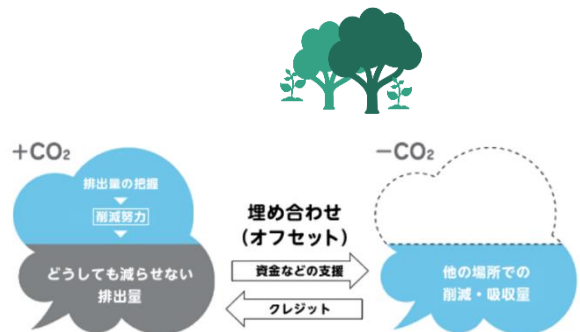 +CO₂
排出量の把握
削減努力
どうしても減らせない
排出量
埋め合わせ
(オフセット)
資金などの支援
クレジット
−CO₂
他の場所での
削減・吸収量